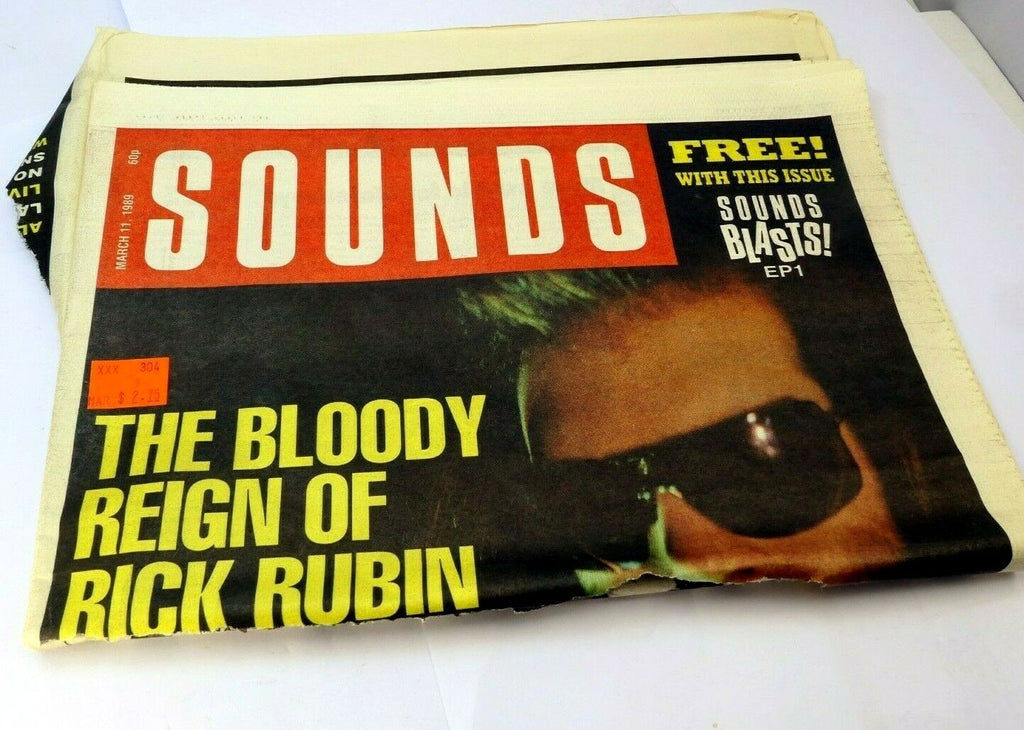 MARCH 11, 1989
60p
SOUNDS
FREE!
WITH THIS ISSUE
SOUNDS
BLASTS!
EP1
XXX 304
MAR $ 2.75
THE BLOODY
REIGN OF
RICK RUBIN